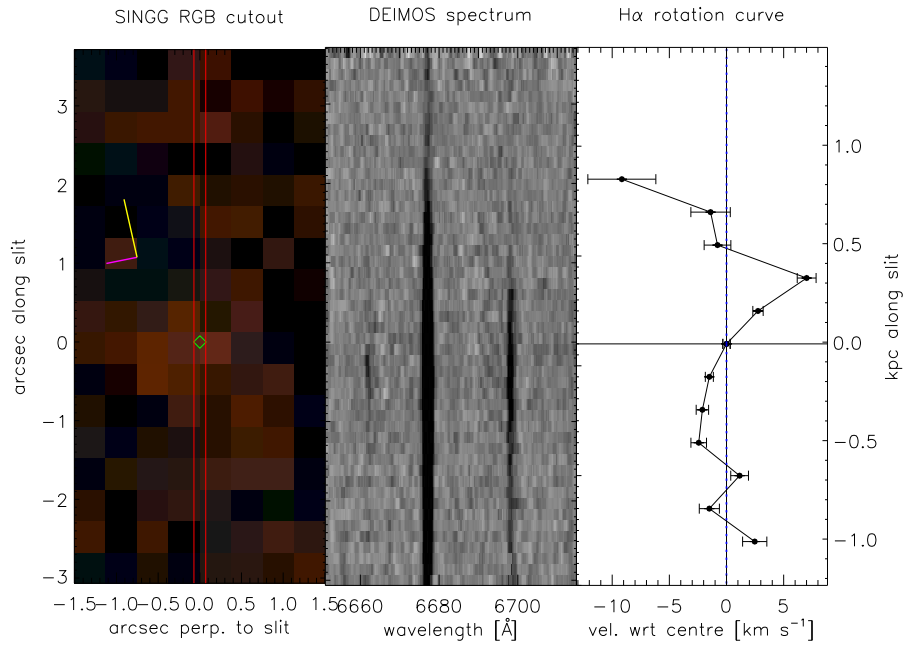 SINGG RGB cutout
DEIMOS spectrum
Hα rotation curve
3
2
1
0
−1
−2
−3
arcsec along slit
−1.5 −1.0 −0.5 0.0 0.5 1.0 1.5
arcsec perp. to slit
6660 6680 6700
wavelength [Å]
1.0
0.5
0.0
−0.5
−1.0
kpc along slit
−10 −5 0 5
vel. wrt centre [km s⁻¹]